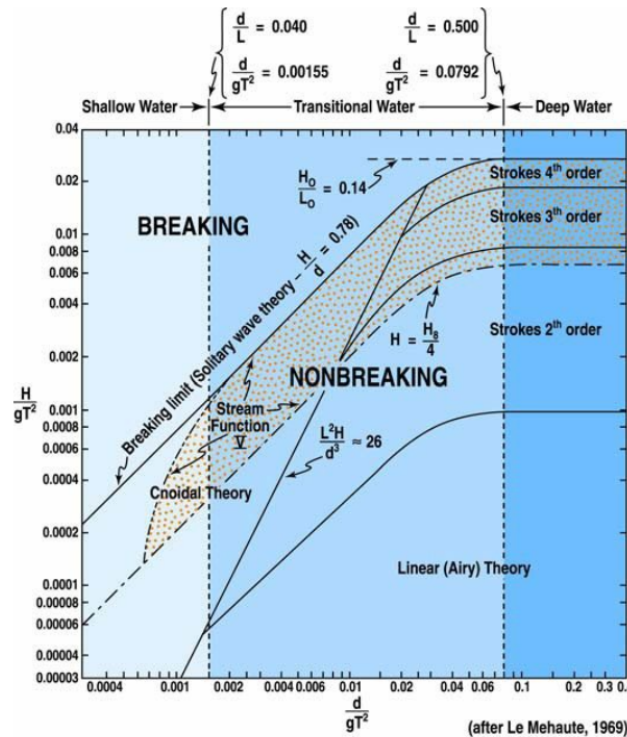 d/L = 0.040
d/gT² = 0.00155
d/L = 0.500
d/gT² = 0.0792
Shallow Water
Transitional Water
Deep Water
0.04
0.02
0.01
0.008
0.006
0.004
0.002
0.001
0.0008
0.0006
0.0004
0.0002
0.0001
0.00008
0.00006
0.00003
H/gT²
BREAKING
H₀/L₀ = 0.14
Strokes 4th order
Strokes 3th order
Strokes 2th order
Breaking limit (Solitary wave theory - H/d = 0.78)
H = H₈/4
NONBREAKING
Stream
Function
V
L²H/d³ ≈ 26
Cnoidal Theory
Linear (Airy) Theory
0.0004
0.001
0.002
0.004
0.01
0.02
0.04
0.06
0.1
0.2
0.3
d/gT²
(after Le Mehaute, 1969)